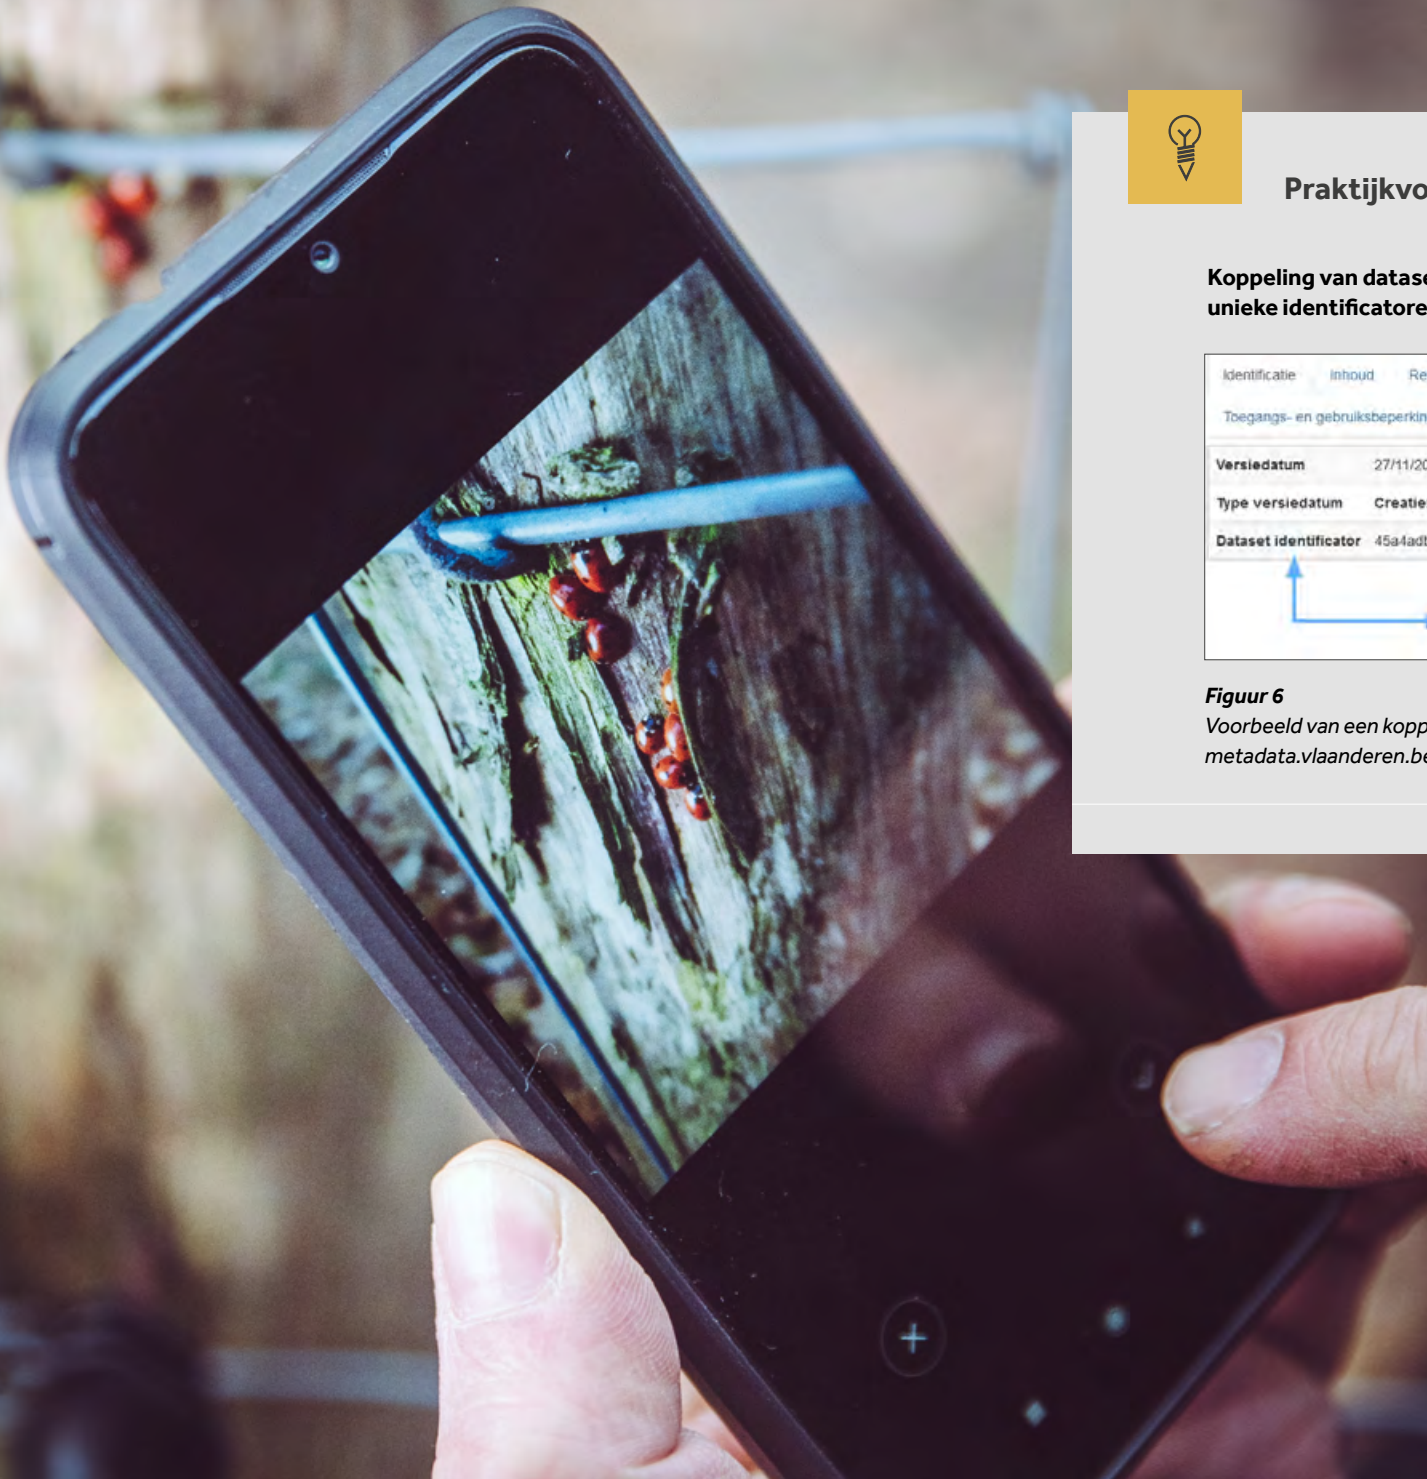 Praktijkvo
Koppeling van datase
unieke identificatore
Identificatie Inhoud Re
Toegangs- en gebruiksbeperkin
Versiedatum 27/11/20
Type versiedatum Creatie
Dataset identificator 45a4adb
Figuur 6
Voorbeeld van een kopp
metadata.vlaanderen.be